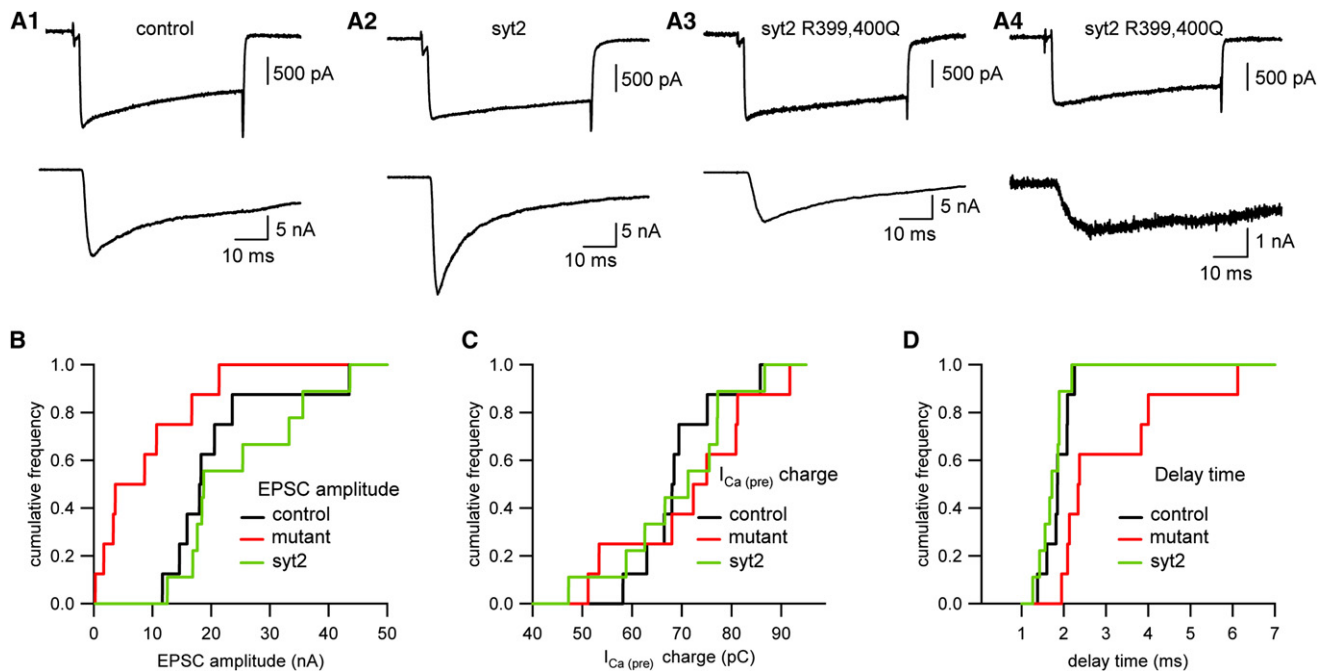 A1
control
500 pA
5 nA
10 ms
A2
syt2
500 pA
5 nA
10 ms
A3
syt2 R399,400Q
500 pA
5 nA
10 ms
A4
syt2 R399,400Q
500 pA
1 nA
10 ms
B
cumulative frequency
1.0
0.8
0.6
0.4
0.2
0.0
EPSC amplitude
control
mutant
syt2
0 10 20 30 40 50
EPSC amplitude (nA)
C
cumulative frequency
1.0
0.8
0.6
0.4
0.2
0.0
I Ca (pre) charge
control
mutant
syt2
40 50 60 70 80 90
I Ca (pre) charge (pC)
D
cumulative frequency
1.0
0.8
0.6
0.4
0.2
0.0
Delay time
control
mutant
syt2
1 2 3 4 5 6 7
delay time (ms)